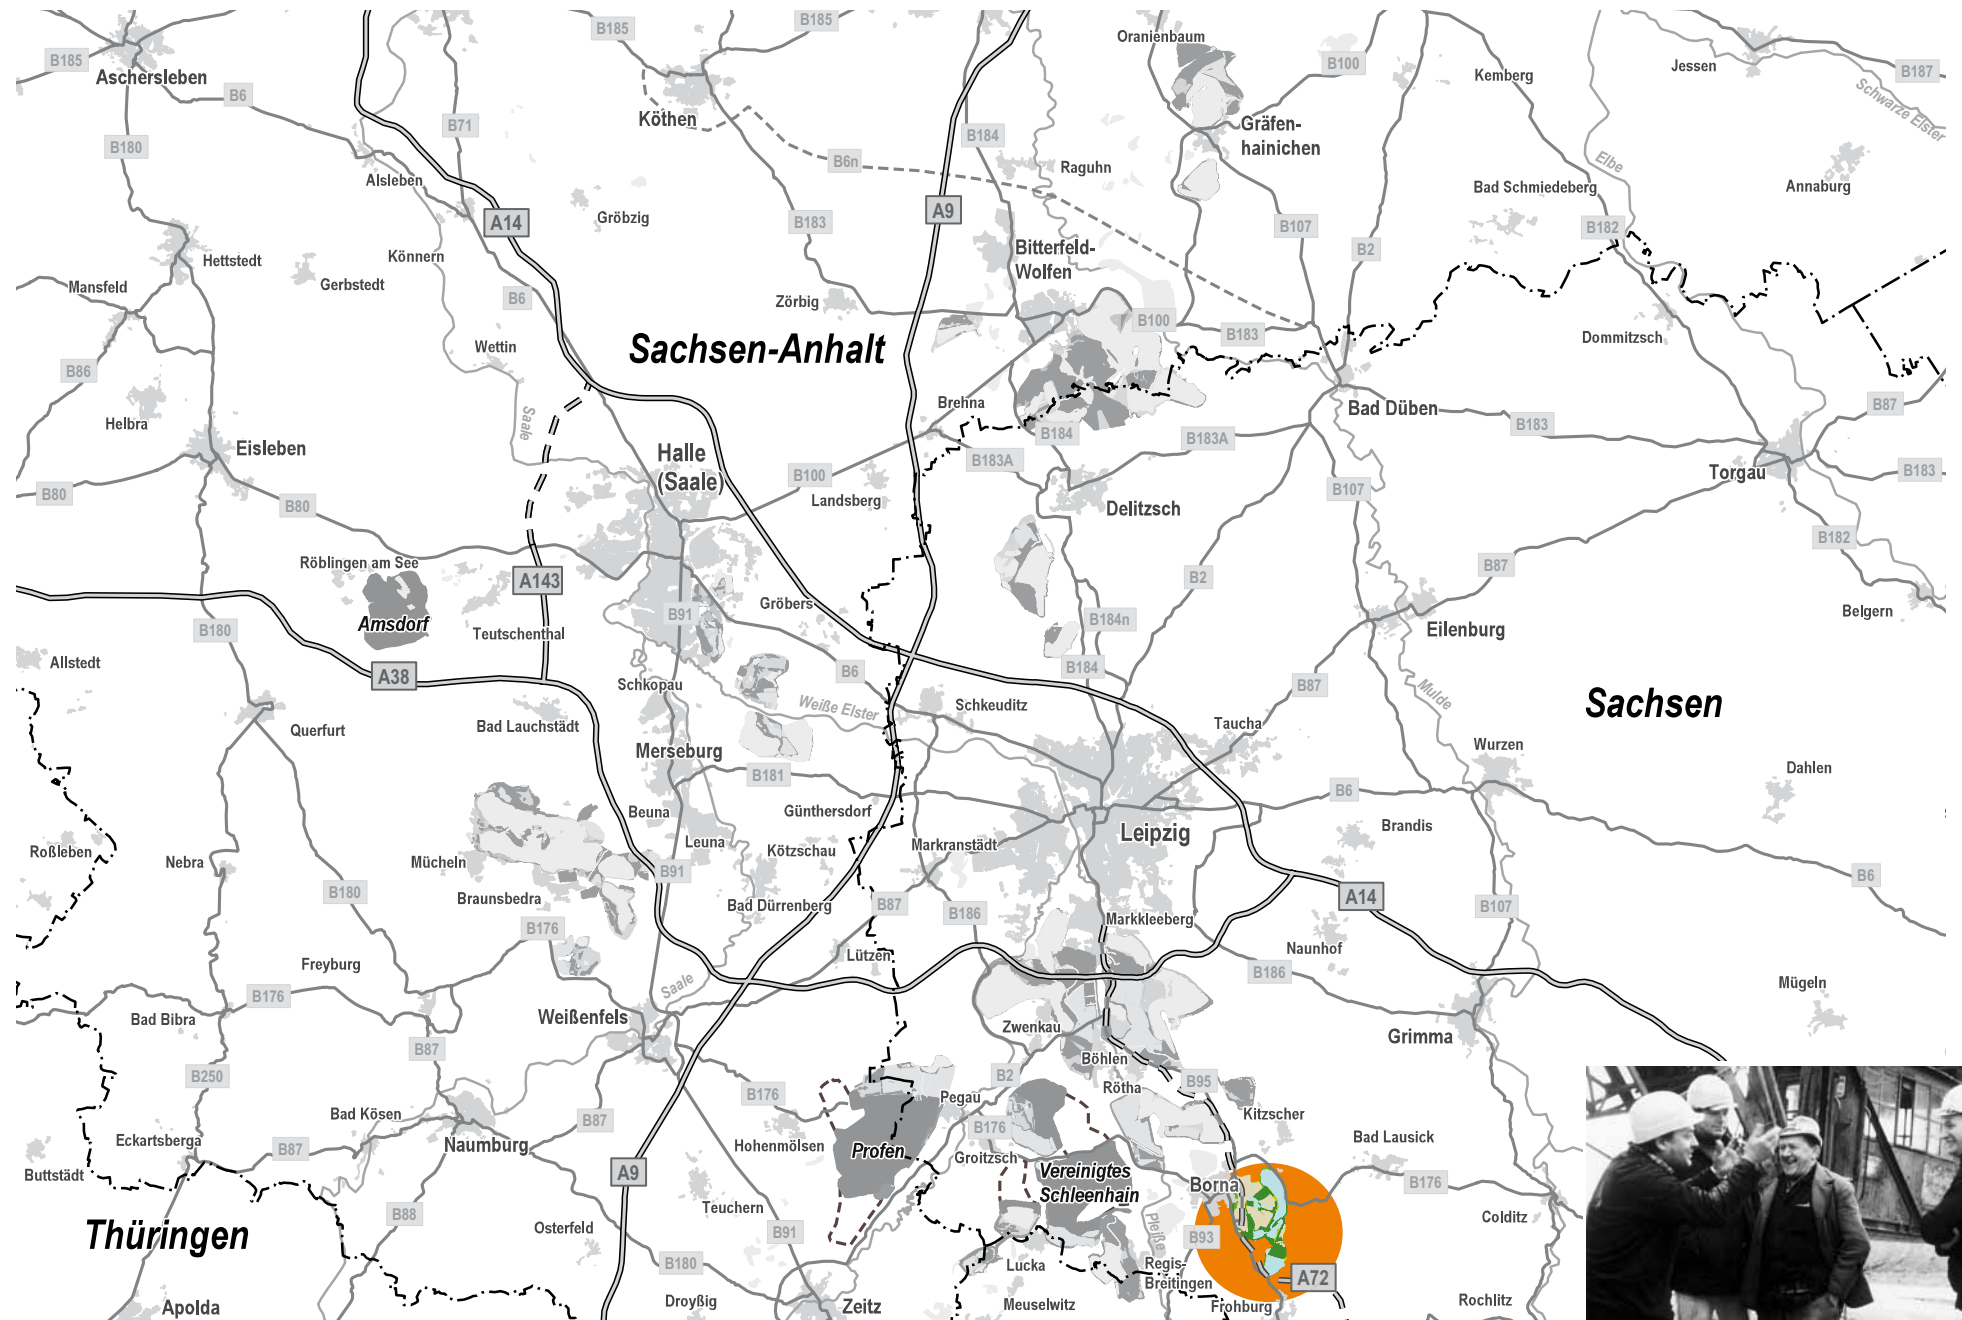 B185
B185
Oranienbaum
B185
Aschersleben
B100
Kemberg
Jessen
B187
B6
Schwarze Elster
Köthen
B71
Gräfen-
hainichen
B184
B180
B6n
Raguhn
Elbe
Alsleben
Bad Schmiedeberg
Annaburg
A14
Gröbzig
B183
A9
B107
B182
Könnern
Bitterfeld-
Wolfen
B2
Hettstedt
Mansfeld
Gerbstedt
B6
Zörbig
B100
B183
Dommitzsch
Wettin
Sachsen-Anhalt
B86
Helbra
Saale
Brehna
Bad Düben
B87
B184
B183A
B183
Eisleben
Halle
(Saale)
B183A
B100
Landsberg
Torgau
B183
B80
B80
Delitzsch
B107
B182
Röblingen am See
A143
B2
B87
Gröbers
B91
Amsdorf
Teutschenthal
B184n
Belgern
B180
Eilenburg
Allstedt
A38
B6
B184
Schkopau
B87
Mulde
Sachsen
Weiße Elster
Schkeuditz
Querfurt
Bad Lauchstädt
Taucha
Merseburg
Wurzen
Dahlen
B181
B6
Beuna
Günthersdorf
Brandis
Leipzig
Leuna
Roßleben
Nebra
Mücheln
Kötzschau
Markranstädt
B91
B6
B180
Braunsbedra
Bad Dürrenberg
B87
A14
B107
B186
Markkleeberg
B176
Naunhof
Freyburg
Lützen
B186
Mügeln
Saale
B176
Bad Bibra
Weißenfels
Zwenkau
Grimma
B87
Böhlen
B250
B2
Rötha
B95
B176
Pegau
Kitzscher
Bad Kösen
B87
Eckartsberga
Naumburg
Hohenmölsen
Profen
B176
Groitzsch
Bad Lausick
B87
Buttstädt
A9
Vereinigtes
Schleenhain
Borna
B176
Teuchern
B88
Colditz
Thüringen
Osterfeld
B91
Pleiße
B93
B180
Lucka
Regis-
Breitingen
A72
Apolda
Droyßig
Zeitz
Meuselwitz
Frohburg
Rochlitz